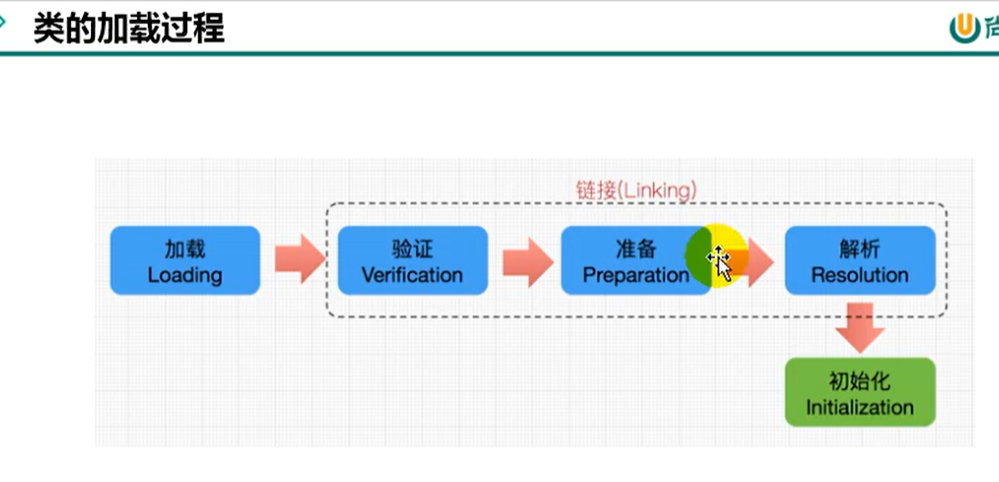 类的加载过程
尚
链接(Linking)
加载
Loading
验证
Verification
准备
Preparation
解析
Resolution
初始化
Initialization